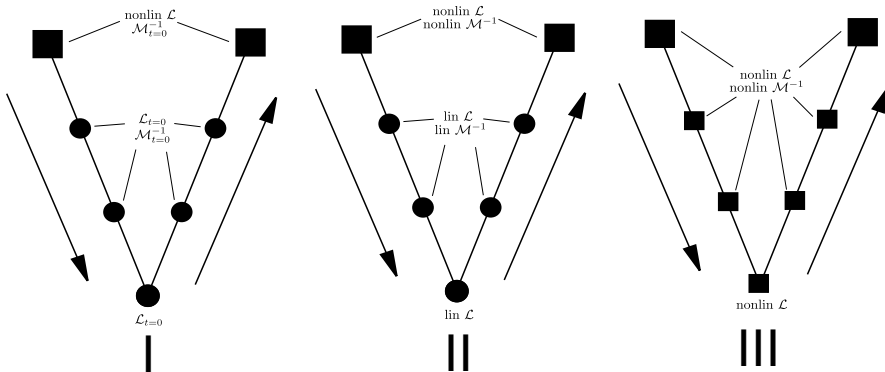 nonlin ℒ
ℳ⁻¹ₜ₌₀
ℒₜ₌₀
ℳ⁻¹ₜ₌₀
ℒₜ₌₀
I
nonlin ℒ
nonlin ℳ⁻¹
lin ℒ
lin ℳ⁻¹
lin ℒ
II
nonlin ℒ
nonlin ℳ⁻¹
nonlin ℒ
III